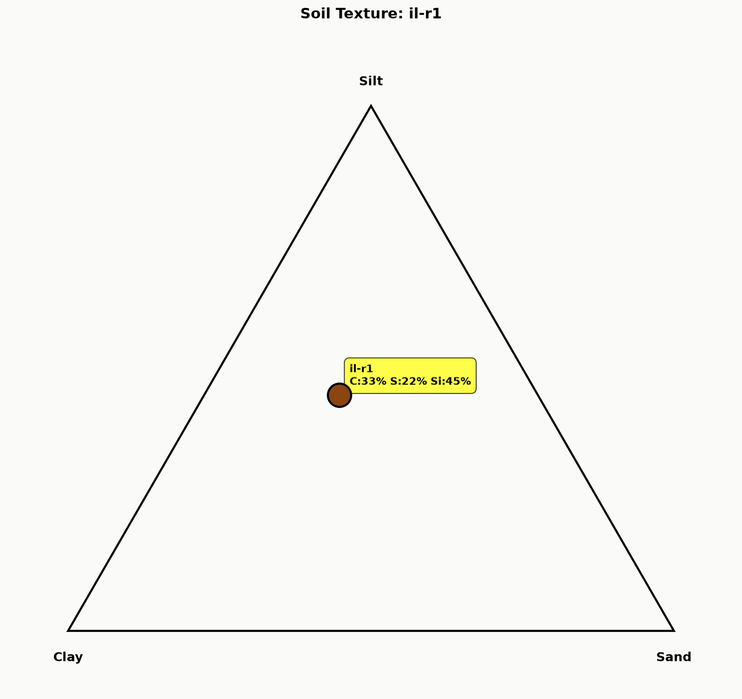 Soil Texture: il-r1
Silt
il-r1
C:33% S:22% Si:45%
Clay
Sand